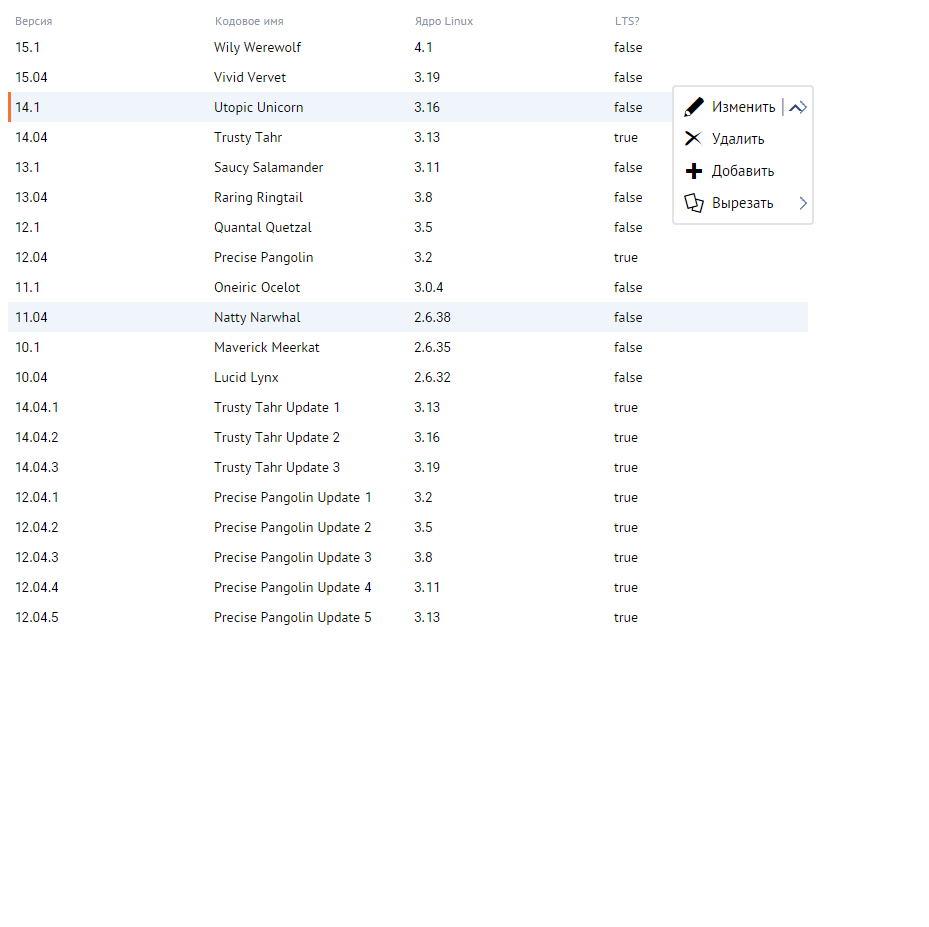 Версия Кодовое имя Ядро Linux LTS?
15.1 Wily Werewolf 4.1 false
15.04 Vivid Vervet 3.19 false
14.1 Utopic Unicorn 3.16 false Изменить
14.04 Trusty Tahr 3.13 true Удалить
13.1 Saucy Salamander 3.11 false Добавить
13.04 Raring Ringtail 3.8 false Вырезать
12.1 Quantal Quetzal 3.5 false
12.04 Precise Pangolin 3.2 true
11.1 Oneiric Ocelot 3.0.4 false
11.04 Natty Narwhal 2.6.38 false
10.1 Maverick Meerkat 2.6.35 false
10.04 Lucid Lynx 2.6.32 false
14.04.1 Trusty Tahr Update 1 3.13 true
14.04.2 Trusty Tahr Update 2 3.16 true
14.04.3 Trusty Tahr Update 3 3.19 true
12.04.1 Precise Pangolin Update 1 3.2 true
12.04.2 Precise Pangolin Update 2 3.5 true
12.04.3 Precise Pangolin Update 3 3.8 true
12.04.4 Precise Pangolin Update 4 3.11 true
12.04.5 Precise Pangolin Update 5 3.13 true